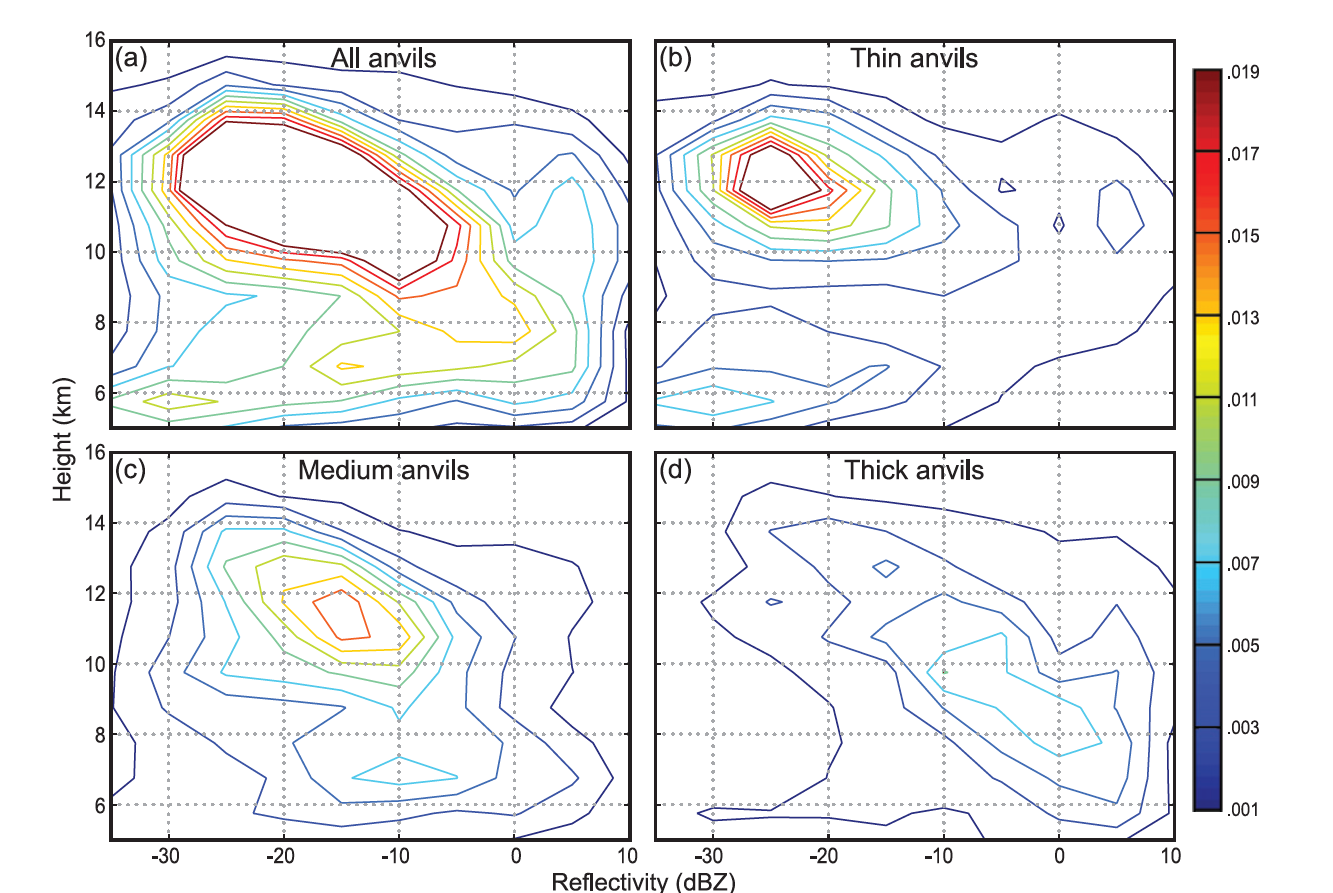 (a) All anvils
(b) Thin anvils
16
14
12
10
8
6
(c) Medium anvils
(d) Thick anvils
16
14
12
10
8
6
Height (km)
-30 -20 -10 0 10
-30 -20 -10 0 10
Reflectivity (dBZ)
.019
.017
.015
.013
.011
.009
.007
.005
.003
.001